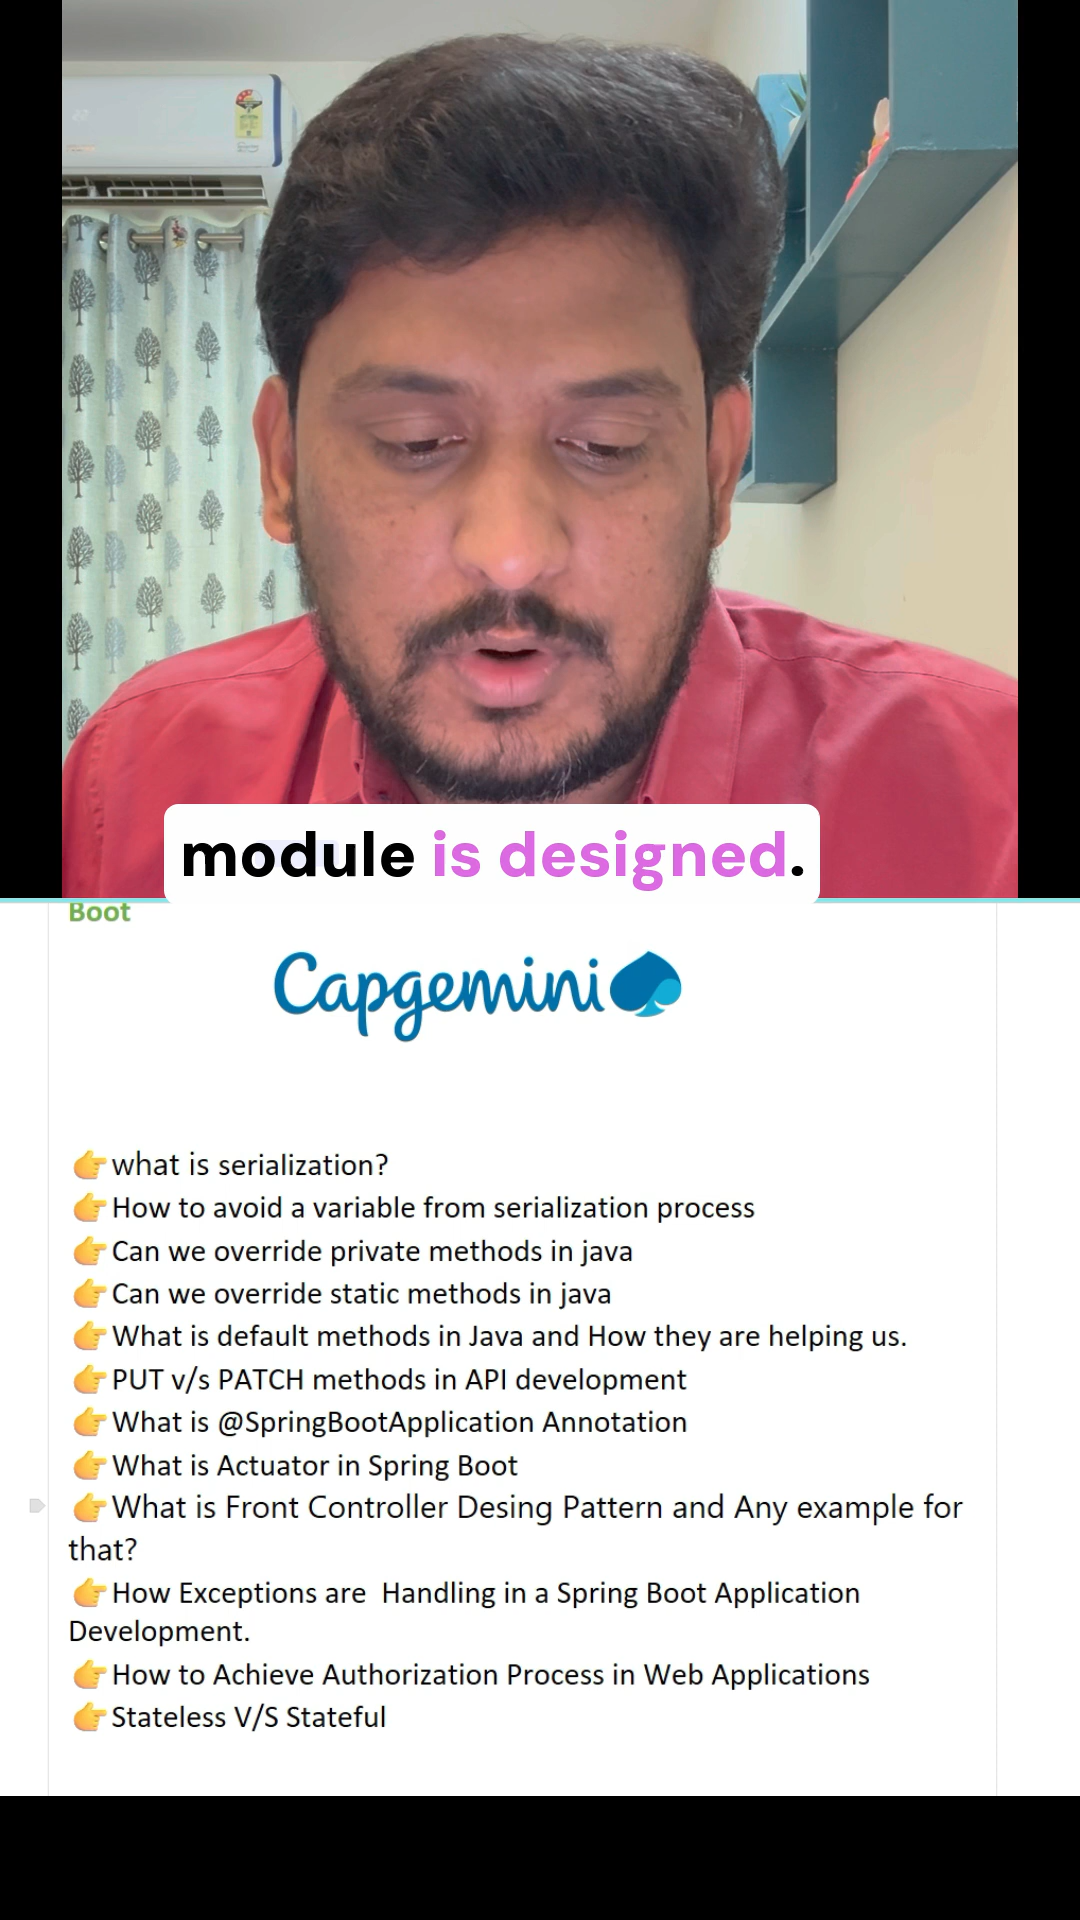 module is designed.
Boot
Capgemini
👉what is serialization?
👉How to avoid a variable from serialization process
👉Can we override private methods in java
👉Can we override static methods in java
👉What is default methods in Java and How they are helping us.
👉PUT v/s PATCH methods in API development
👉What is @SpringBootApplication Annotation
👉What is Actuator in Spring Boot
👉What is Front Controller Desing Pattern and Any example for
that?
👉How Exceptions are  Handling in a Spring Boot Application
Development.
👉How to Achieve Authorization Process in Web Applications
👉Stateless V/S Stateful